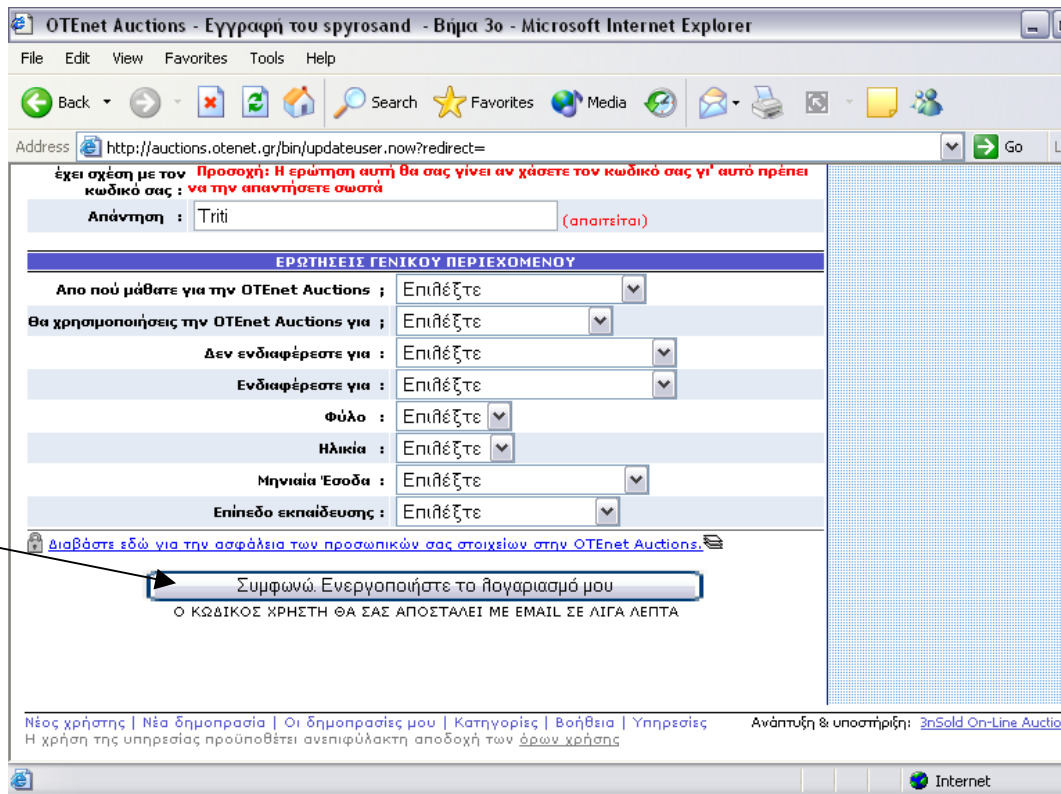 OTEnet Auctions - Εγγραφή του spyrosand - Βήμα 3ο - Microsoft Internet Explorer
File Edit View Favorites Tools Help
Back Search Favorites Media
Address http://auctions.otenet.gr/bin/updateuser.now?redirect= Go
έχει σχέση με τον κωδικό σας :
Προσοχή: Η ερώτηση αυτή θα σας γίνει αν χάσετε τον κωδικό σας γι' αυτό πρέπει
να την απαντήσετε σωστά
Απάντηση : Triti (απαιτείται)
ΕΡΩΤΗΣΕΙΣ ΓΕΝΙΚΟΥ ΠΕΡΙΕΧΟΜΕΝΟΥ
Απο πού μάθατε για την OTEnet Auctions ; Επιλέξτε
Θα χρησιμοποιήσεις την OTEnet Auctions για ; Επιλέξτε
Δεν ενδιαφέρεστε για : Επιλέξτε
Ενδιαφέρεστε για : Επιλέξτε
Φύλο : Επιλέξτε
Ηλικία : Επιλέξτε
Μηνιαία Έσοδα : Επιλέξτε
Επίπεδο εκπαίδευσης : Επιλέξτε
Διαβάστε εδώ για την ασφάλεια των προσωπικών σας στοιχείων στην OTEnet Auctions.
Συμφωνώ. Ενεργοποιήστε το λογαριασμό μου
Ο ΚΩΔΙΚΟΣ ΧΡΗΣΤΗ ΘΑ ΣΑΣ ΑΠΟΣΤΑΛΕΙ ΜΕ EMAIL ΣΕ ΛΙΓΑ ΛΕΠΤΑ
Νέος χρήστης | Νέα δημοπρασία | Οι δημοπρασίες μου | Κατηγορίες | Βοήθεια | Υπηρεσίες Ανάπτυξη & υποστήριξη: 3nSold On-Line Auctio
Η χρήση της υπηρεσίας προϋποθέτει ανεπιφύλακτη αποδοχή των όρων χρήσης
Internet